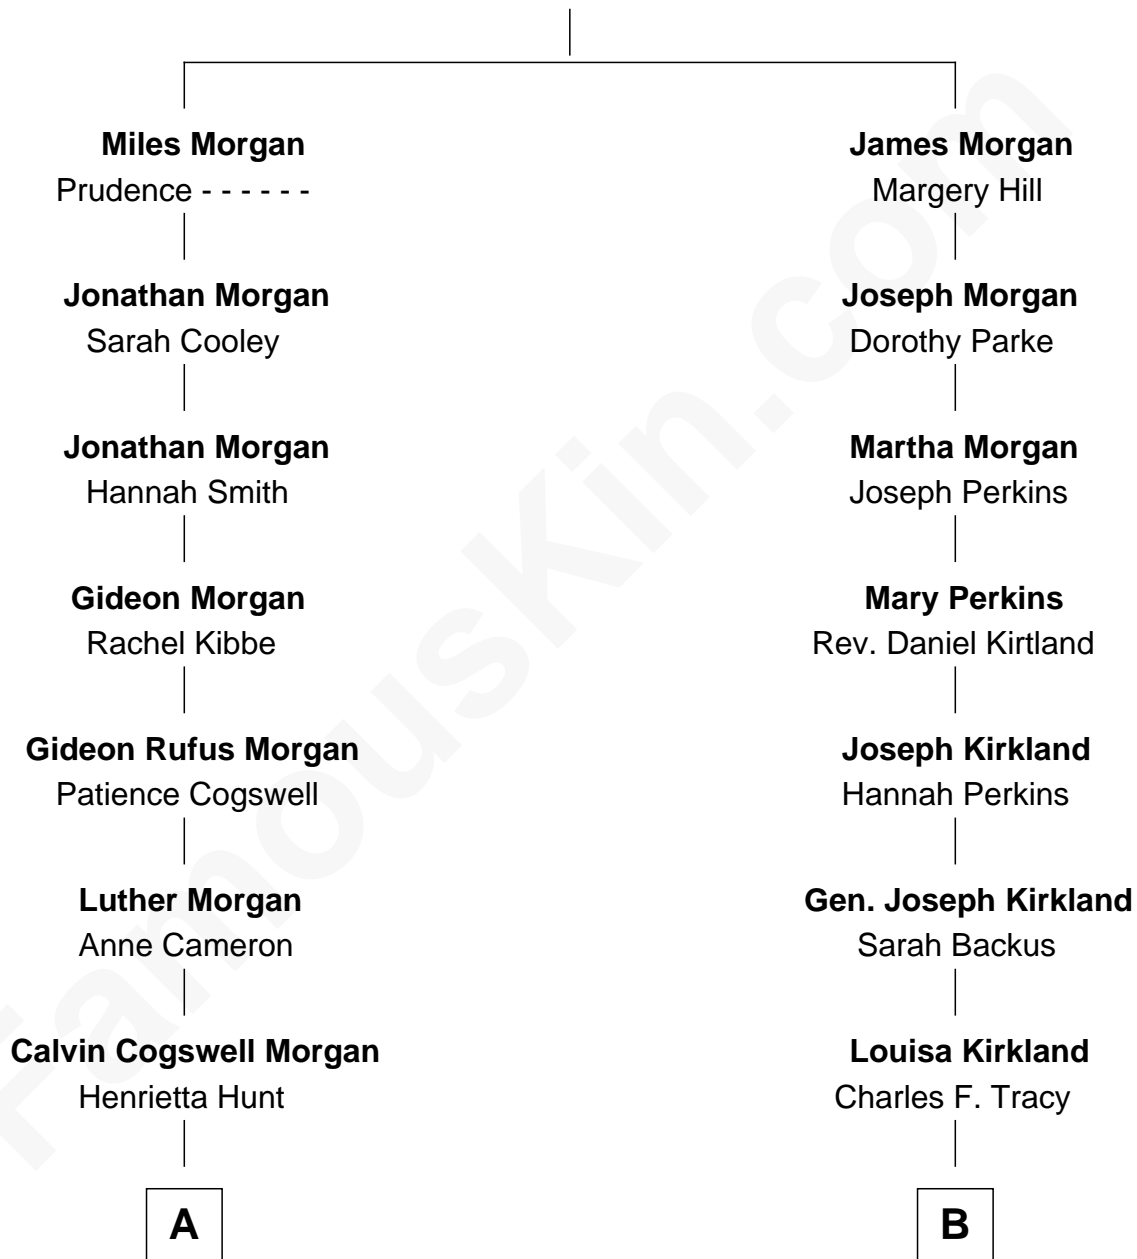 Miles Morgan
Prudence - - - - - -
Jonathan Morgan
Sarah Cooley
Jonathan Morgan
Hannah Smith
Gideon Morgan
Rachel Kibbe
Gideon Rufus Morgan
Patience Cogswell
Luther Morgan
Anne Cameron
Calvin Cogswell Morgan
Henrietta Hunt
A
James Morgan
Margery Hill
Joseph Morgan
Dorothy Parke
Martha Morgan
Joseph Perkins
Mary Perkins
Rev. Daniel Kirtland
Joseph Kirkland
Hannah Perkins
Gen. Joseph Kirkland
Sarah Backus
Louisa Kirkland
Charles F. Tracy
B
FamousKin.com